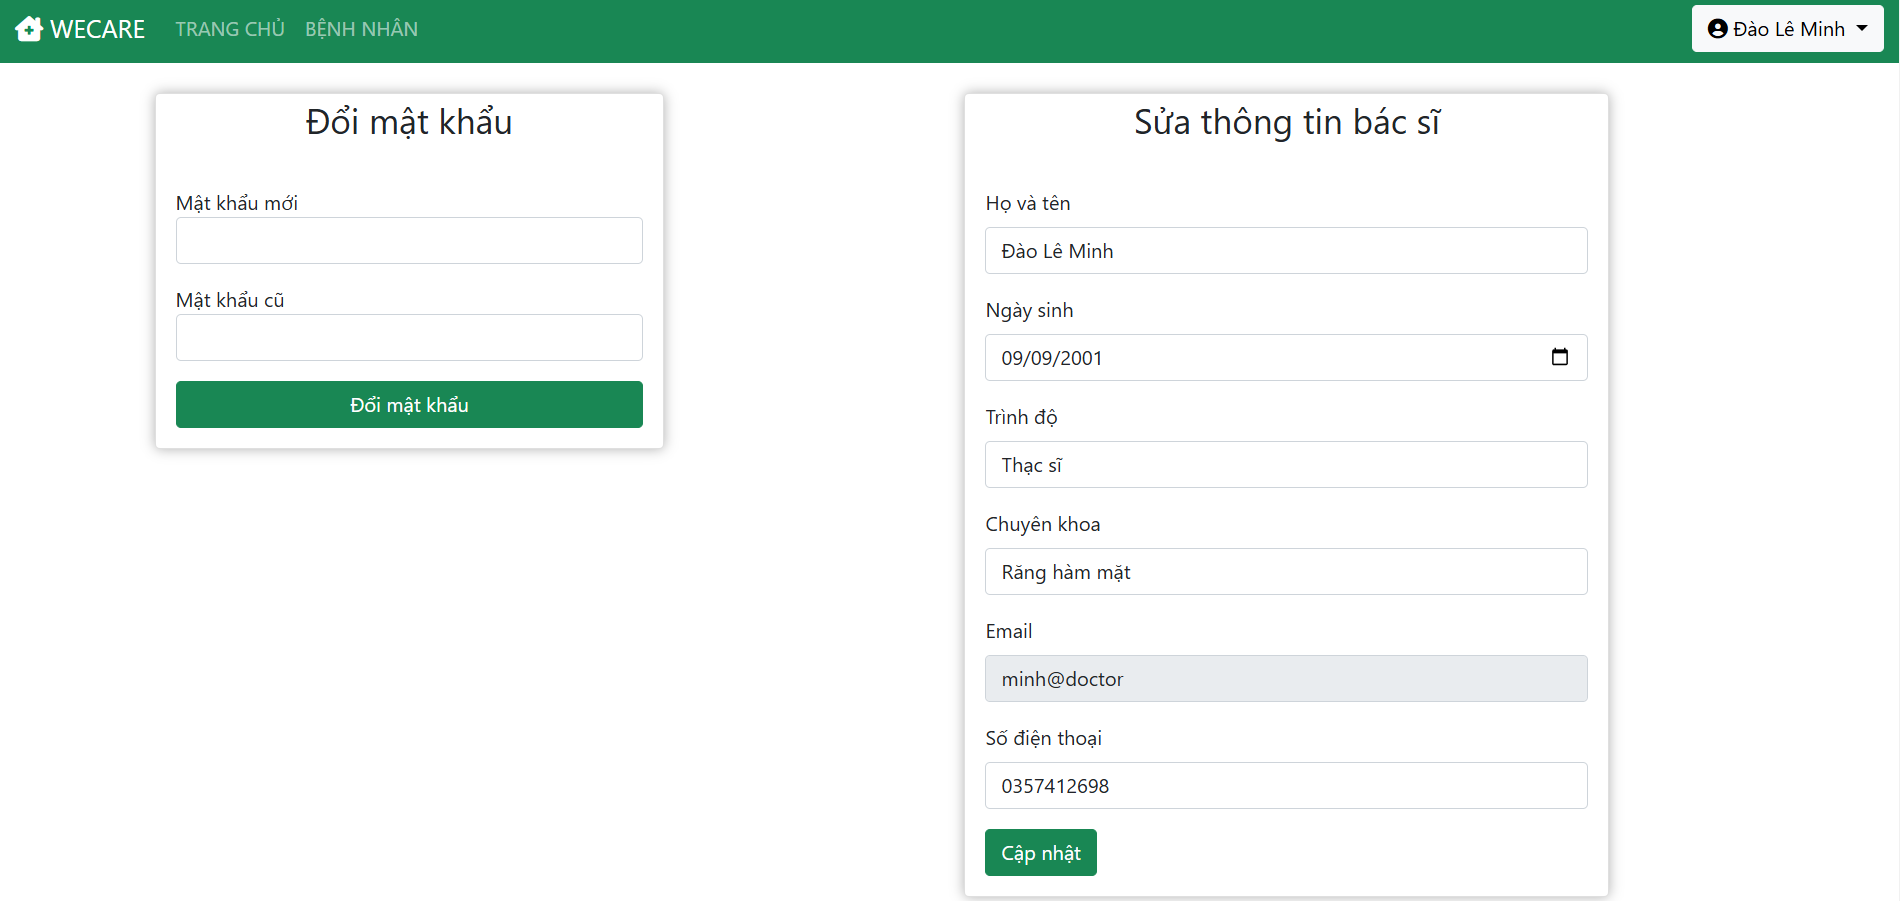 WECARE TRANG CHỦ BỆNH NHÂN Đào Lê Minh
Đổi mật khẩu
Mật khẩu mới
Mật khẩu cũ
Đổi mật khẩu
Sửa thông tin bác sĩ
Họ và tên
Đào Lê Minh
Ngày sinh
09/09/2001
Trình độ
Thạc sĩ
Chuyên khoa
Răng hàm mặt
Email
minh@doctor
Số điện thoại
0357412698
Cập nhật